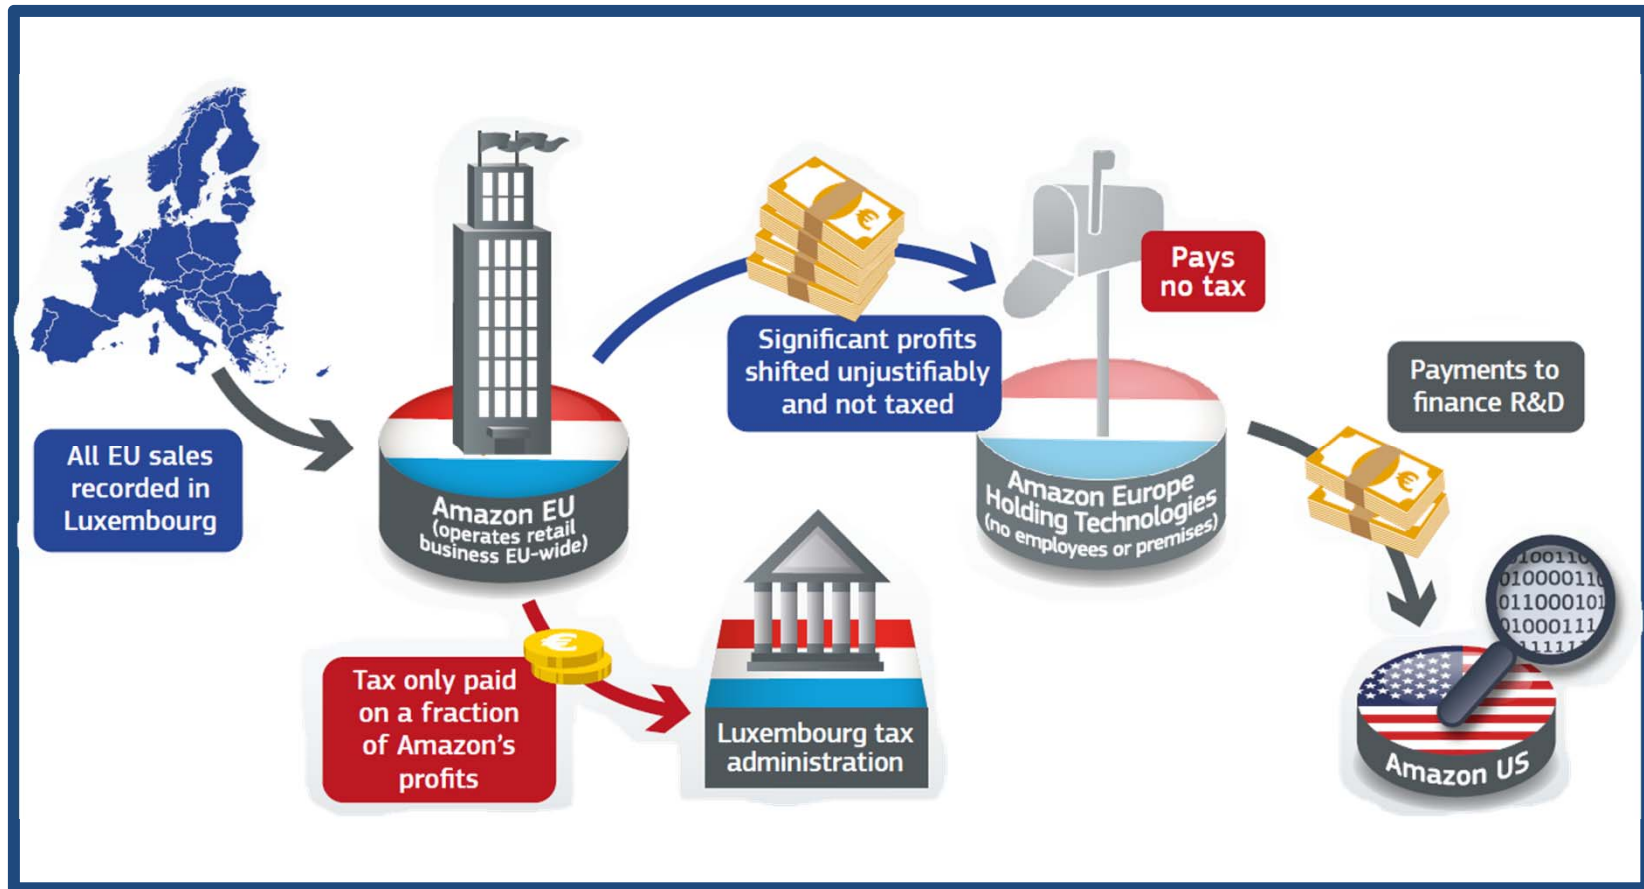 All EU sales
recorded in
Luxembourg
Amazon EU
(operates retail
business EU-wide)
€
Significant profits
shifted unjustifiably
and not taxed
Pays
no tax
Amazon Europe
Holding Technologies
(no employees or premises)
Payments to
finance R&D
€
€
Tax only paid
on a fraction
of Amazon's
profits
Luxembourg tax
administration
Amazon US